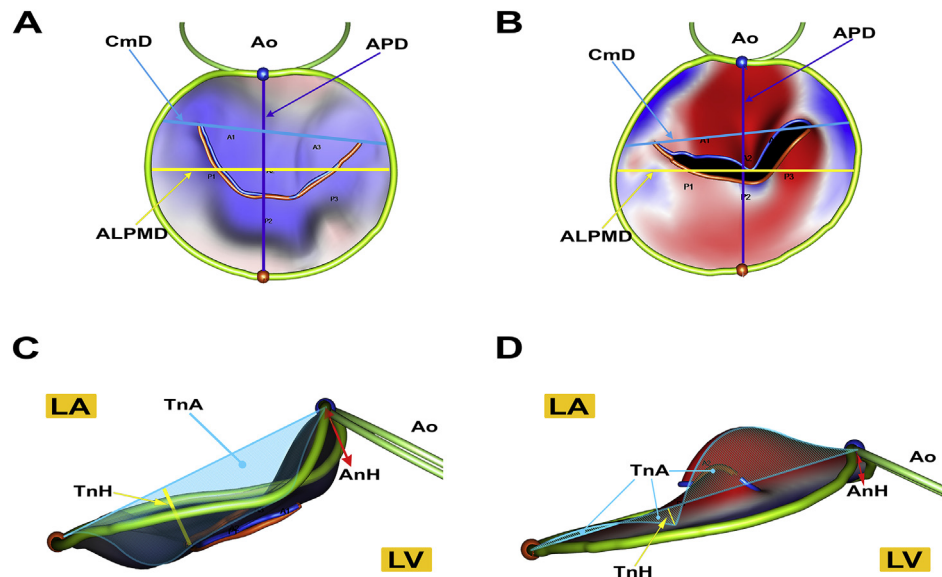 A
B
Ao
CmD
APD
A1
A3
P1
P3
P2
ALPMD
Ao
APD
CmD
A1
A2
P1
P3
P2
ALPMD
C
D
LA
TnA
Ao
AnH
TnH
A1
LV
LA
TnA
Ao
AnH
TnH
LV